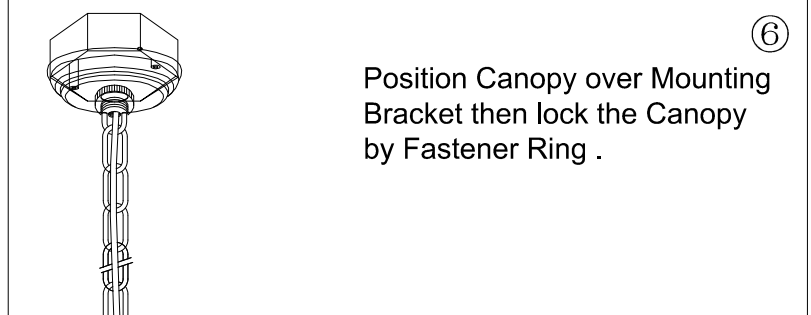 ⑥
Position Canopy over Mounting
Bracket then lock the Canopy
by Fastener Ring .